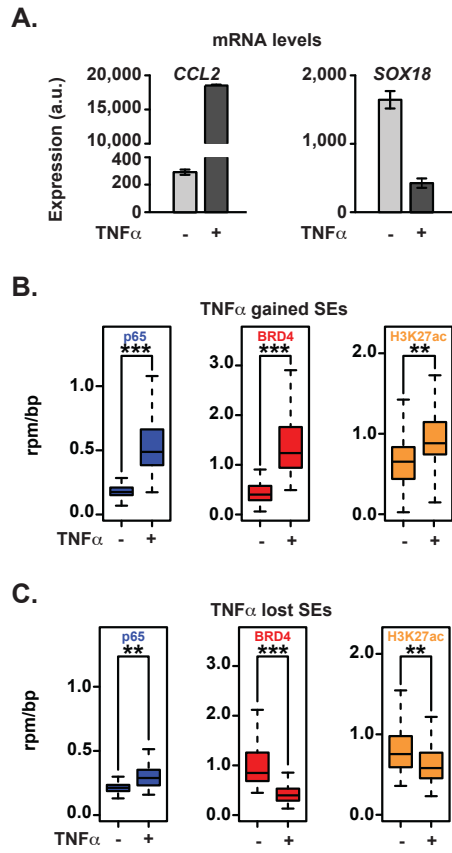 A.
mRNA levels
CCL2
SOX18
Expression (a.u.)
20,000
15,000
10,000
400
200
0
2,000
1,000
0
TNFα - +
- +
B.
TNFα gained SEs
p65
BRD4
H3K27ac
***
***
**
rpm/bp
1.0
0.5
0.0
3.0
2.0
1.0
0.0
2.0
1.0
0.0
TNFα - +
- +
- +
C.
TNFα lost SEs
p65
BRD4
H3K27ac
**
***
**
rpm/bp
1.0
0.5
0.0
3.0
2.0
1.0
0.0
2.0
1.0
0.0
TNFα - +
- +
- +